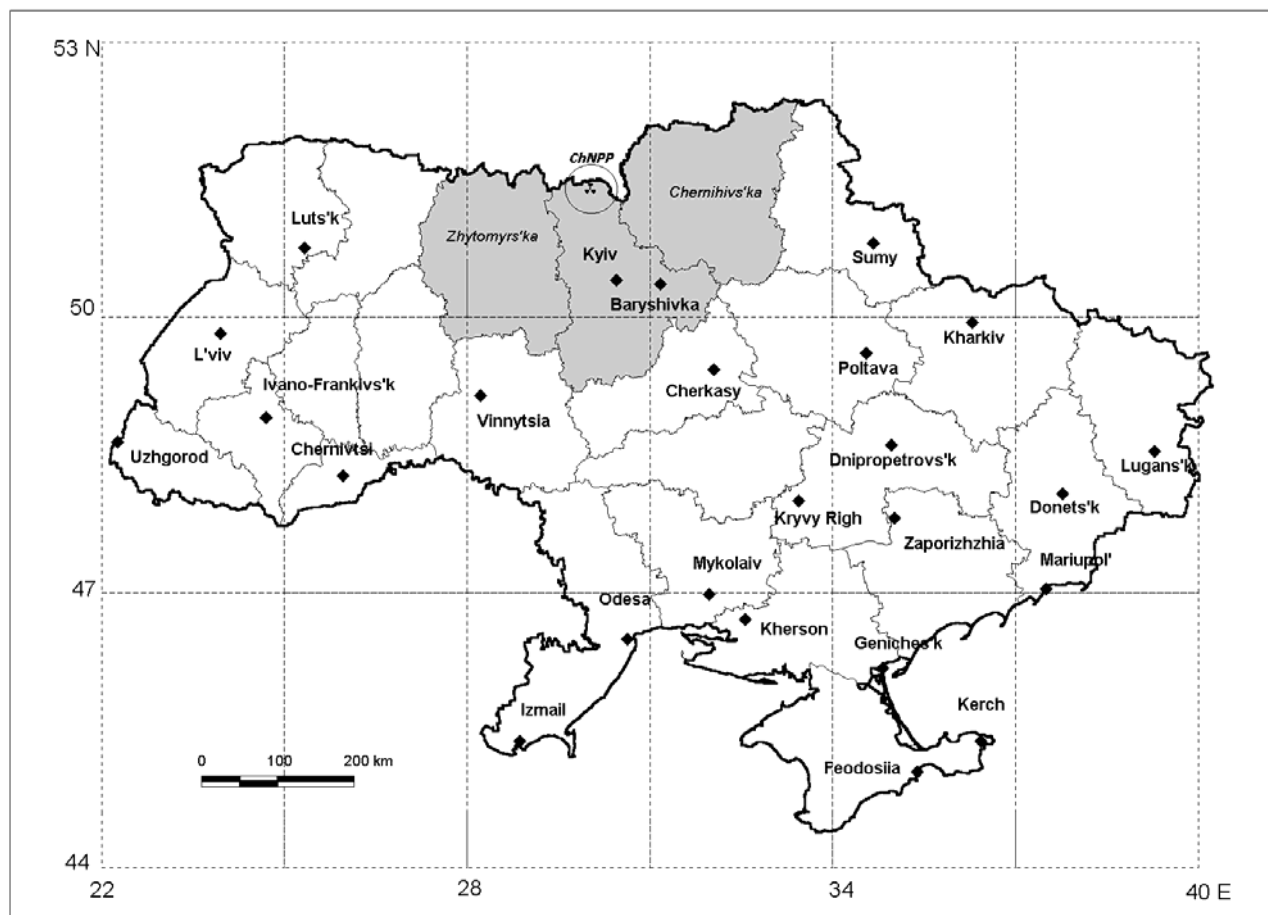 53 N
ChNPP
Chernihivs'ka
Luts'k
Zhytomyrs'ka
Kyiv
Sumy
50
Baryshivka
Kharkiv
L'viv
Poltava
Ivano-Frankivs'k
Cherkasy
Vinnytsia
Chernivtsi
Uzhgorod
Dnipropetrovs'k
Lugans'k
Donets'k
Kryvy Righ
Zaporizhzhia
Mykolaiv
Mariupol'
47
Odesa
Kherson
Geniches'k
Izmail
Kerch
0 100 200 km
Feodosiia
44
22 28 34 40 E